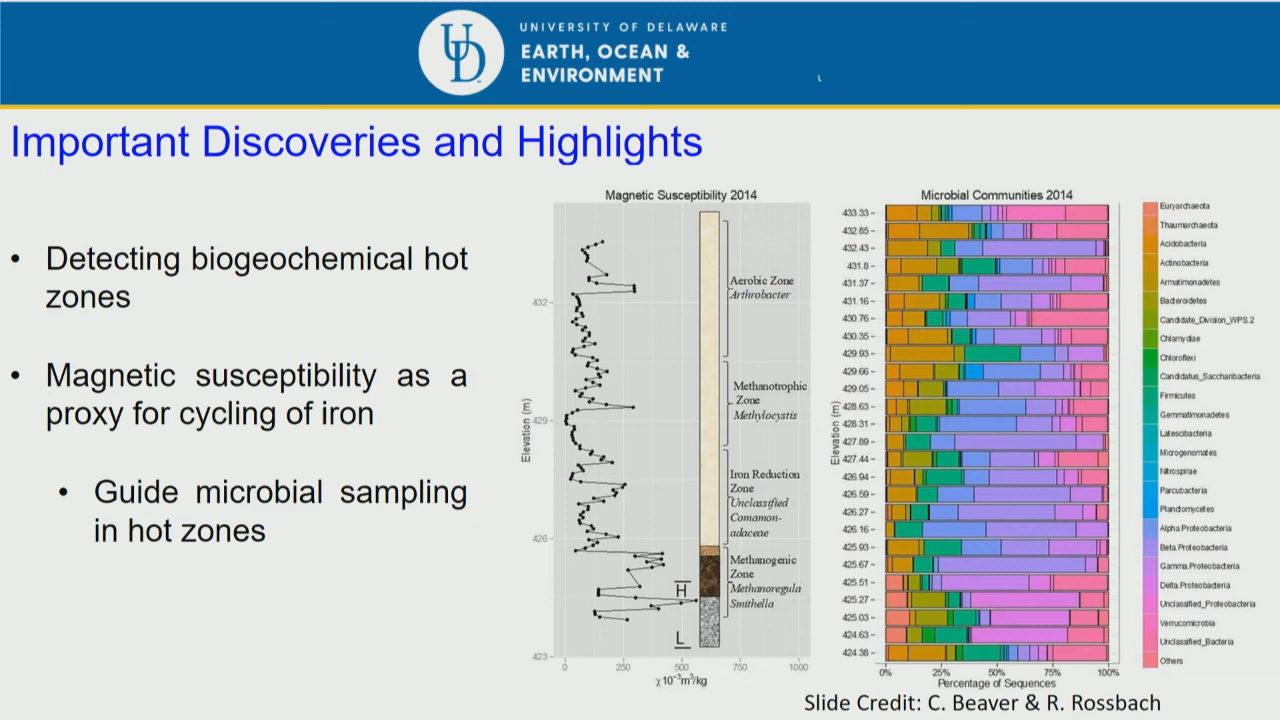 UNIVERSITY OF DELAWARE
EARTH, OCEAN &
ENVIRONMENT
Important Discoveries and Highlights
• Detecting biogeochemical hot
zones
• Magnetic susceptibility as a
proxy for cycling of iron
• Guide microbial sampling
in hot zones
Magnetic Susceptibility 2014
Elevation (m)
432
429
426
423
0 250 500 750 1000
χ10⁻³m³/kg
Aerobic Zone
Arthrobacter
Methanotrophic
Zone
Methylocystis
Iron Reduction
Zone
Unclassified
Comamon-
adaceae
Methanogenic
Zone
Methanoregula
Smithella
H
L
Microbial Communities 2014
Elevation (m)
433.33
432.85
432.43
431.8
431.37
431.16
430.76
430.35
429.93
429.66
429.05
428.63
428.31
427.89
427.44
426.94
426.59
426.27
426.16
425.93
425.67
425.51
425.27
425.03
424.63
424.38
0% 25% 50% 75% 100%
Percentage of Sequences
Euryarchaeota
Thaumarchaeota
Acidobacteria
Actinobacteria
Armatimonadetes
Bacteroidetes
Candidate_Division_WPS.2
Chlamydiae
Chloroflexi
Candidatus_Saccharibacteria
Firmicutes
Gemmatimonadetes
Latescibacteria
Microgenomates
Nitrospirae
Parcubacteria
Planctomycetes
Alpha.Proteobacteria
Beta.Proteobacteria
Gamma.Proteobacteria
Delta.Proteobacteria
Unclassified_Proteobacteria
Verrucomicrobia
Unclassified_Bacteria
Others
Slide Credit: C. Beaver & R. Rossbach